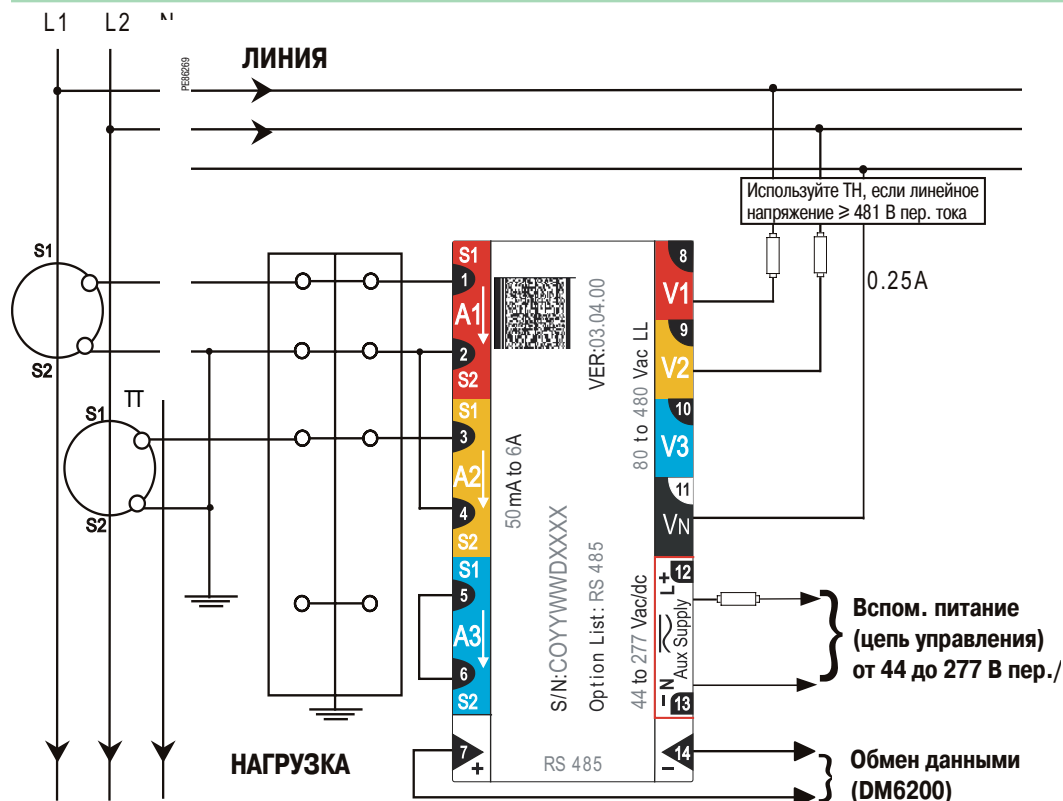 L1 L2 N
PE86269
ЛИНИЯ
Используйте ТН, если линейное
напряжение ≥ 481 В пер. тока
0.25A
S1
S2
ТТ
S1
S2
S1
1
A1
2
S2
S1
3
A2
4
S2
S1
5
A3
6
S2
7
+
50mA to 6A
VER:03.04.00
S/N:COYYWWDXXXX
Option List: RS 485
80 to 480 Vac LL
44 to 277 Vac/dc
RS 485
8
V1
9
V2
10
V3
11
VN
12
L+
Aux Supply
– N
13
14
–
Вспом. питание
(цепь управления)
от 44 до 277 В пер./
Обмен данными
(DM6200)
НАГРУЗКА